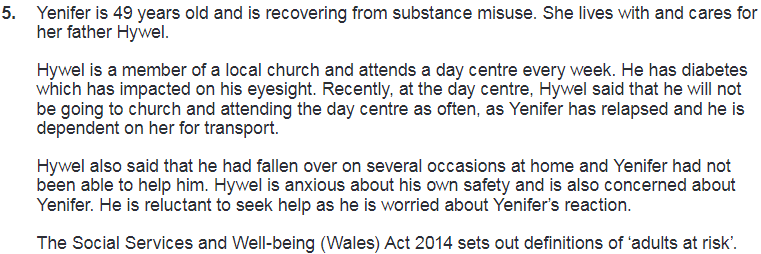 5. Yenifer is 49 years old and is recovering from substance misuse. She lives with and cares for
her father Hywel.
Hywel is a member of a local church and attends a day centre every week. He has diabetes
which has impacted on his eyesight. Recently, at the day centre, Hywel said that he will not
be going to church and attending the day centre as often, as Yenifer has relapsed and he is
dependent on her for transport.
Hywel also said that he had fallen over on several occasions at home and Yenifer had not
been able to help him. Hywel is anxious about his own safety and is also concerned about
Yenifer. He is reluctant to seek help as he is worried about Yenifer's reaction.
The Social Services and Well-being (Wales) Act 2014 sets out definitions of 'adults at risk'.